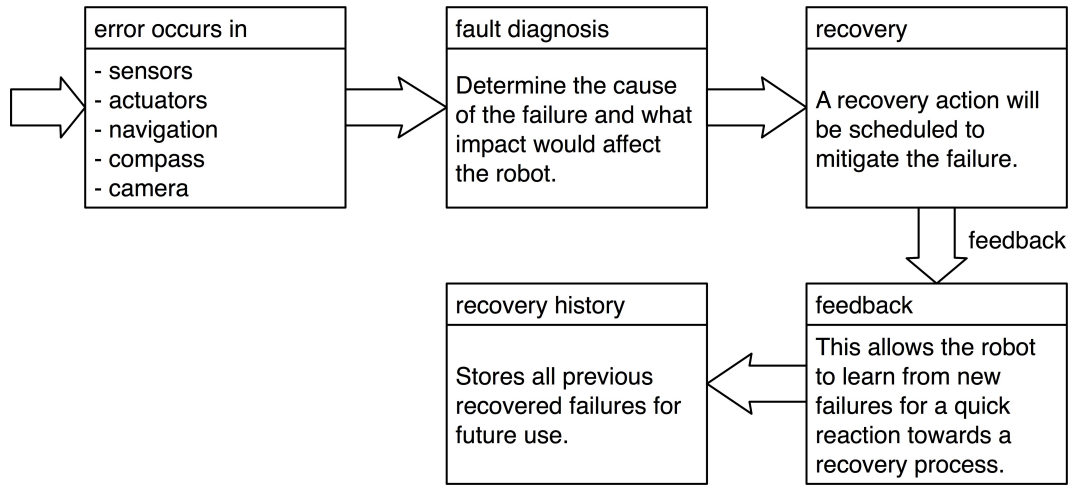 error occurs in
- sensors
- actuators
- navigation
- compass
- camera
fault diagnosis
Determine the cause
of the failure and what
impact would affect
the robot.
recovery
A recovery action will
be scheduled to
mitigate the failure.
feedback
feedback
This allows the robot
to learn from new
failures for a quick
reaction towards a
recovery process.
recovery history
Stores all previous
recovered failures for
future use.